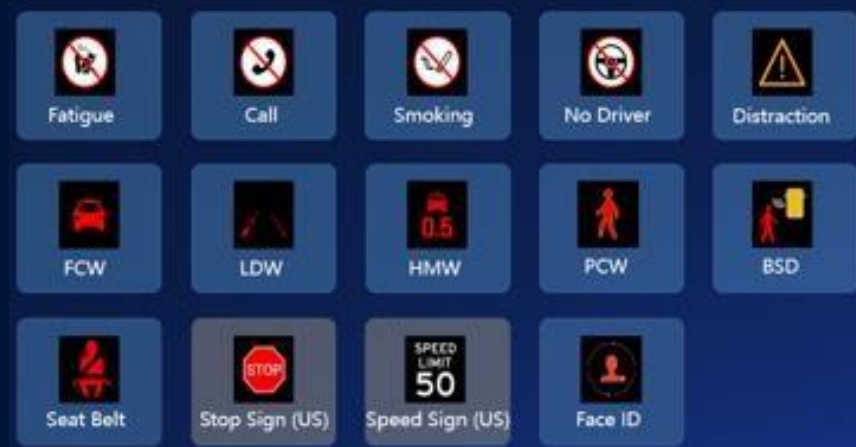 Fatigue
Call
Smoking
No Driver
Distraction
0.5
FCW
LDW
HMW
PCW
BSD
STOP
SPEED
LIMIT
50
Seat Belt
Stop Sign (US)
Speed Sign (US)
Face ID